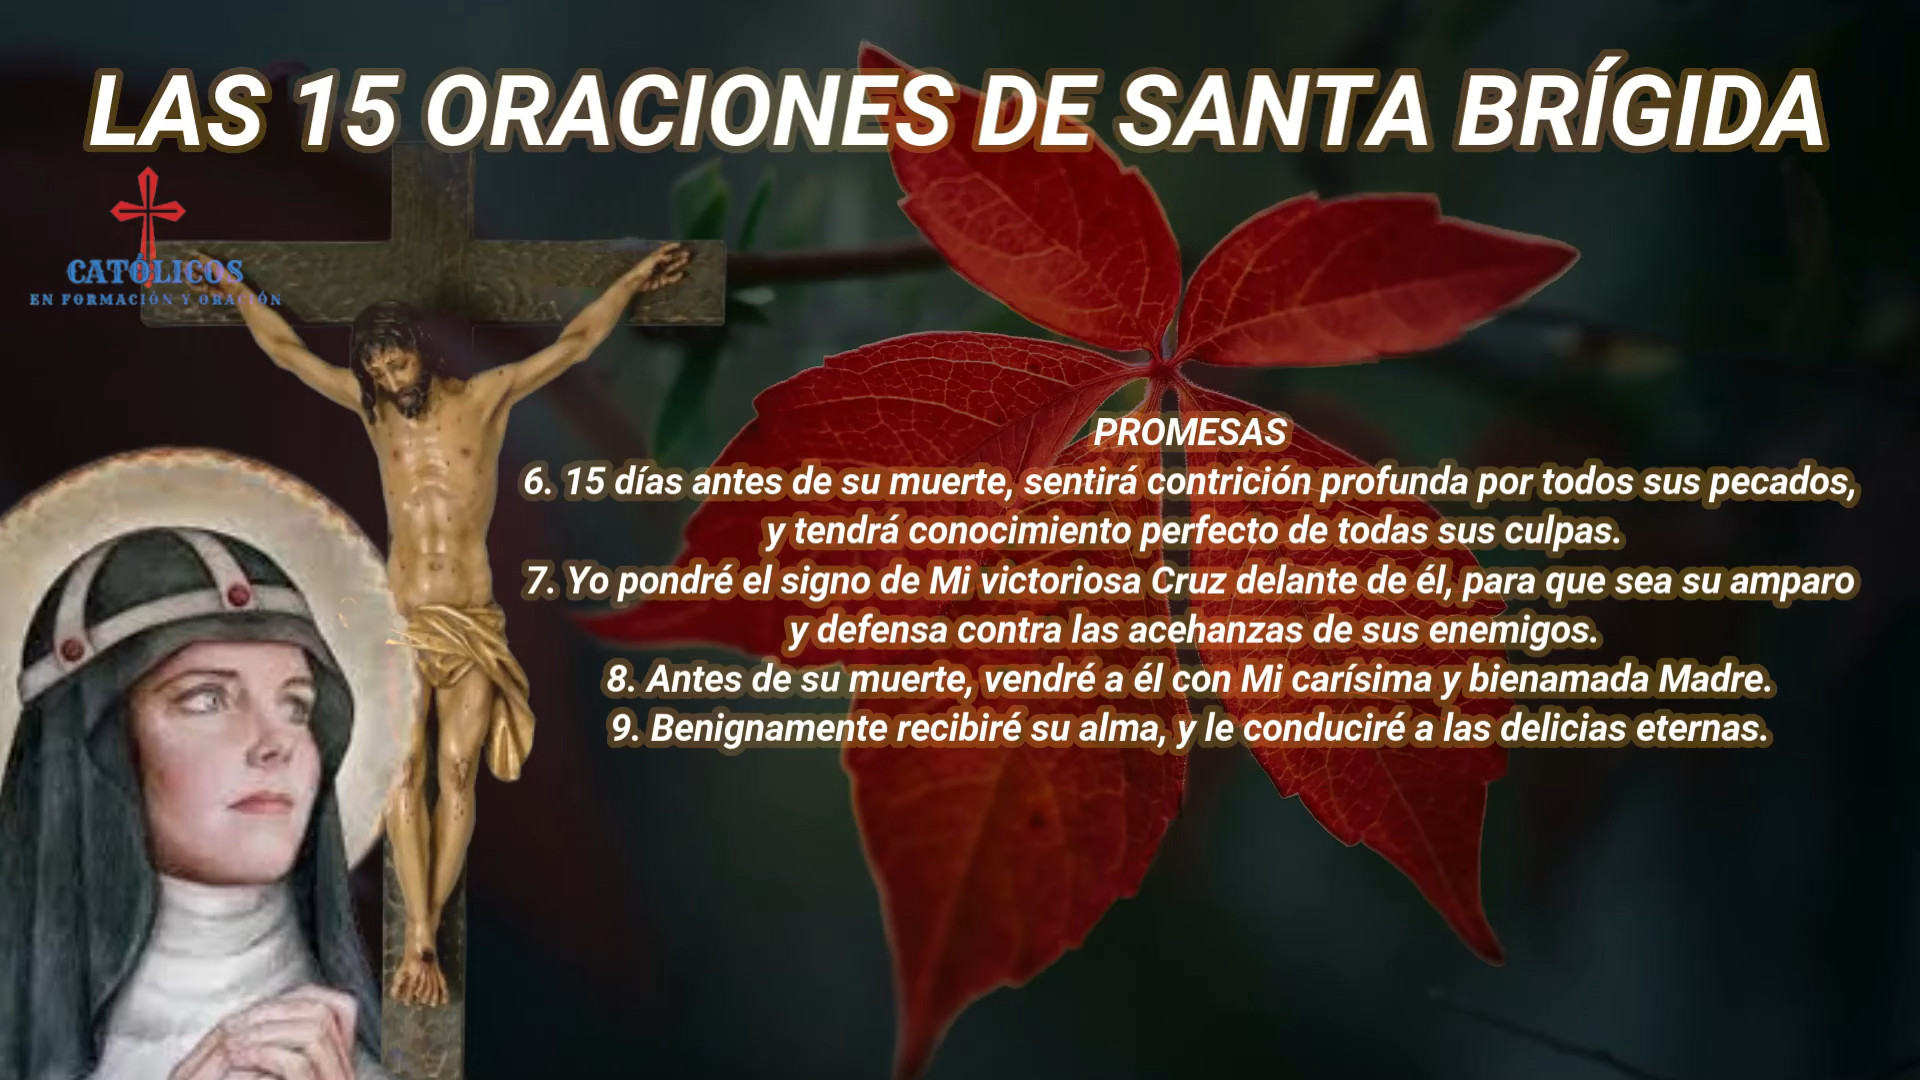 LAS 15 ORACIONES DE SANTA BRÍGIDA
CATÓLICOS
EN FORMACIÓN Y ORACIÓN
PROMESAS
6. 15 días antes de su muerte, sentirá contrición profunda por todos sus pecados,
y tendrá conocimiento perfecto de todas sus culpas.
7. Yo pondré el signo de Mi victoriosa Cruz delante de él, para que sea su amparo
y defensa contra las acehanzas de sus enemigos.
8. Antes de su muerte, vendré a él con Mi carísima y bienamada Madre.
9. Benignamente recibiré su alma, y le conduciré a las delicias eternas.